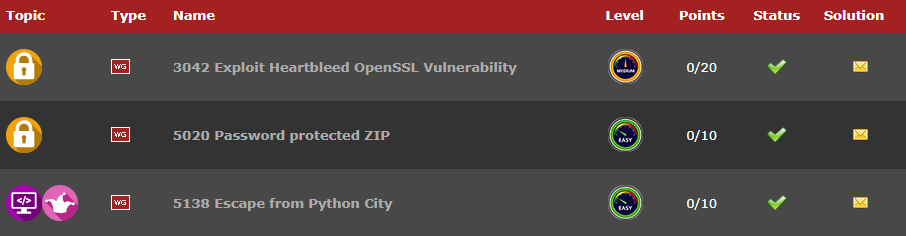 Topic Type Name Level Points Status Solution
WG 3042 Exploit Heartbleed OpenSSL Vulnerability MEDIUM 0/20
WG 5020 Password protected ZIP EASY 0/10
WG 5138 Escape from Python City EASY 0/10